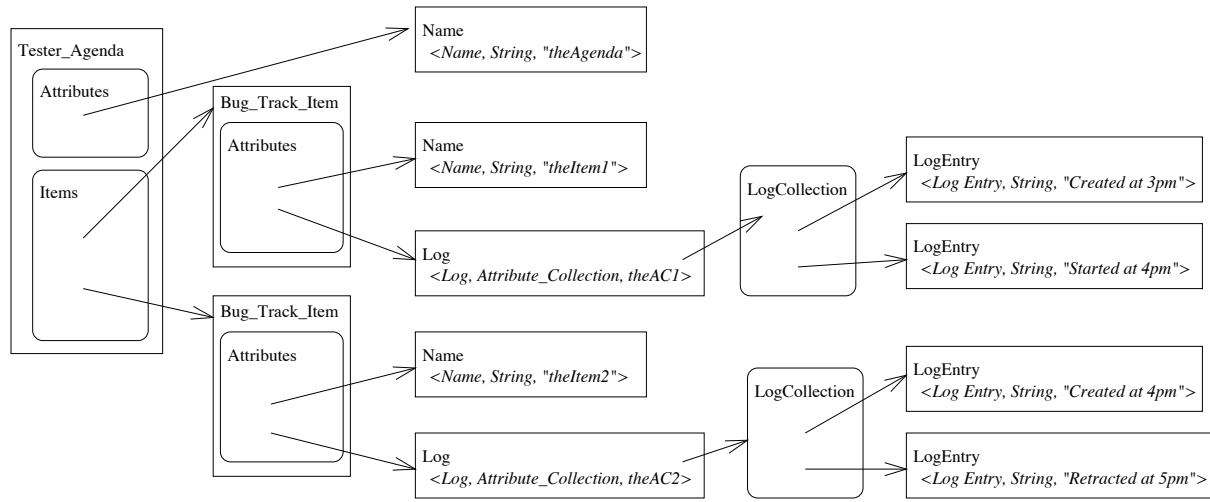 Tester_Agenda
Attributes
Items
Name
<Name, String, "theAgenda">
Bug_Track_Item
Attributes
Name
<Name, String, "theItem1">
Log
<Log, Attribute_Collection, theAC1>
LogCollection
LogEntry
<Log Entry, String, "Created at 3pm">
LogEntry
<Log Entry, String, "Started at 4pm">
Bug_Track_Item
Attributes
Name
<Name, String, "theItem2">
Log
<Log, Attribute_Collection, theAC2>
LogCollection
LogEntry
<Log Entry, String, "Created at 4pm">
LogEntry
<Log Entry, String, "Retracted at 5pm">